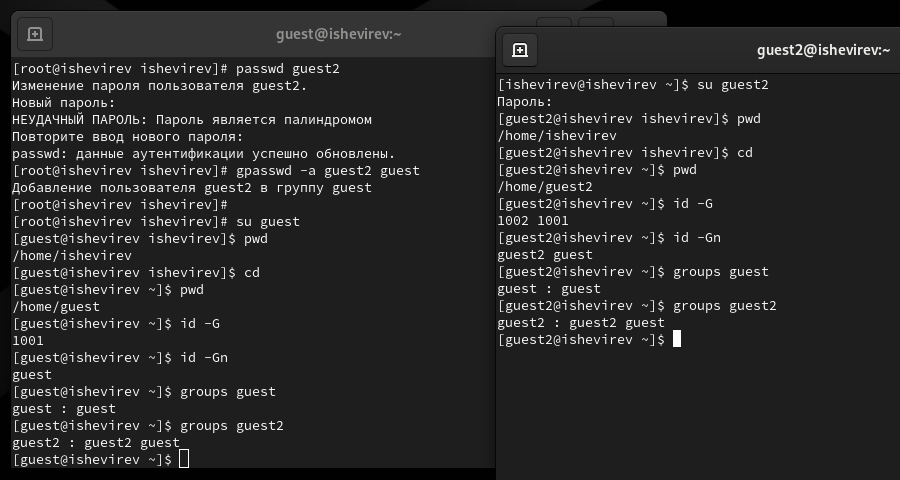 guest@ishevirev:~
[root@ishevirev ishevirev]# passwd guest2
Изменение пароля пользователя guest2.
Новый пароль:
НЕУДАЧНЫЙ ПАРОЛЬ: Пароль является палиндромом
Повторите ввод нового пароля:
passwd: данные аутентификации успешно обновлены.
[root@ishevirev ishevirev]# gpasswd -a guest2 guest
Добавление пользователя guest2 в группу guest
[root@ishevirev ishevirev]#
[root@ishevirev ishevirev]# su guest
[guest@ishevirev ishevirev]$ pwd
/home/ishevirev
[guest@ishevirev ishevirev]$ cd
[guest@ishevirev ~]$ pwd
/home/guest
[guest@ishevirev ~]$ id -G
1001
[guest@ishevirev ~]$ id -Gn
guest
[guest@ishevirev ~]$ groups guest
guest : guest
[guest@ishevirev ~]$ groups guest2
guest2 : guest2 guest
[guest@ishevirev ~]$
guest2@ishevirev:~
[ishevirev@ishevirev ~]$ su guest2
Пароль:
[guest2@ishevirev ishevirev]$ pwd
/home/ishevirev
[guest2@ishevirev ishevirev]$ cd
[guest2@ishevirev ~]$ pwd
/home/guest2
[guest2@ishevirev ~]$ id -G
1002 1001
[guest2@ishevirev ~]$ id -Gn
guest2 guest
[guest2@ishevirev ~]$ groups guest
guest : guest
[guest2@ishevirev ~]$ groups guest2
guest2 : guest2 guest
[guest2@ishevirev ~]$